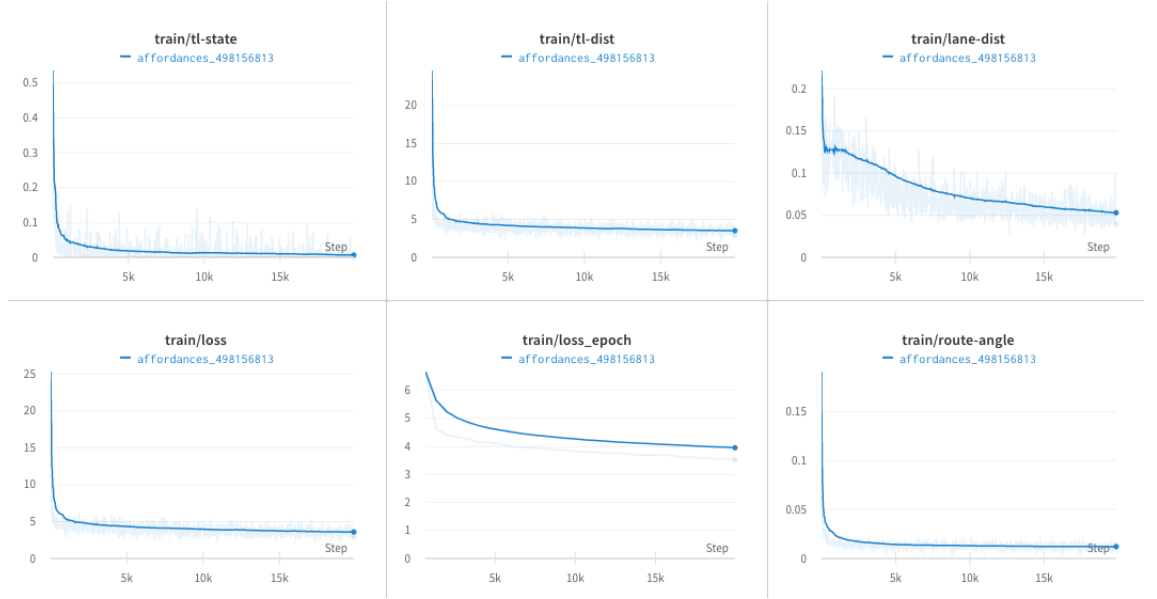 train/tl-state
affordances_498156813
0.5
0.4
0.3
0.2
0.1
0
Step
5k 10k 15k
train/tl-dist
affordances_498156813
20
15
10
5
0
Step
5k 10k 15k
train/lane-dist
affordances_498156813
0.2
0.15
0.1
0.05
0
Step
5k 10k 15k
train/loss
affordances_498156813
25
20
15
10
5
0
Step
5k 10k 15k
train/loss_epoch
affordances_498156813
6
5
4
3
2
1
0
Step
5k 10k 15k
train/route-angle
affordances_498156813
0.15
0.1
0.05
0
Step
5k 10k 15k